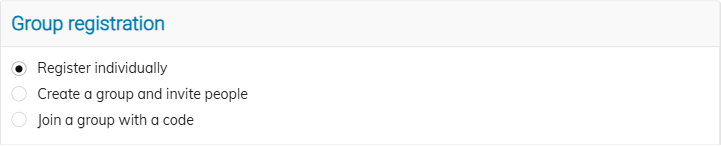 Group registration
Register individually
Create a group and invite people
Join a group with a code